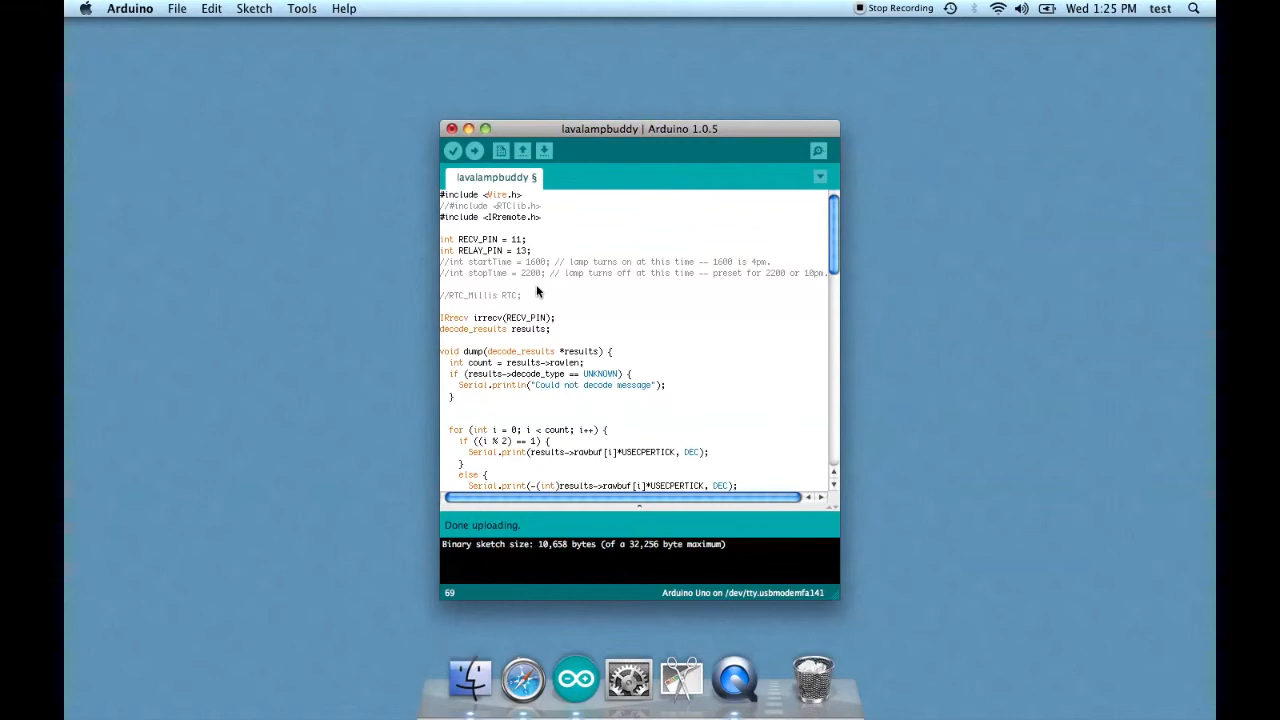 Arduino File Edit Sketch Tools Help Stop Recording Wed 1:25 PM test
lavalampbuddy | Arduino 1.0.5
lavalampbuddy §
#include <Wire.h>
//#include <RTClib.h>
#include <IRremote.h>
int RECV_PIN = 11;
int RELAY_PIN = 13;
//int startTime = 1600; // lamp turns on at this time -- 1600 is 4pm.
//int stopTime = 2200; // lamp turns off at this time -- preset for 2200 or 10pm.
//RTC_Millis RTC;
IRrecv irrecv(RECV_PIN);
decode_results results;
void dump(decode_results *results) {
int count = results->rawlen;
if (results->decode_type == UNKNOWN) {
Serial.println("Could not decode message");
}
for (int i = 0; i < count; i++) {
if ((i % 2) == 1) {
Serial.print(results->rawbuf[i]*USECPERTICK, DEC);
}
else {
Serial.print(-(int)results->rawbuf[i]*USECPERTICK, DEC);
Done uploading.
Binary sketch size: 10,658 bytes (of a 32,256 byte maximum)
69 Arduino Uno on /dev/tty.usbmodemfa141